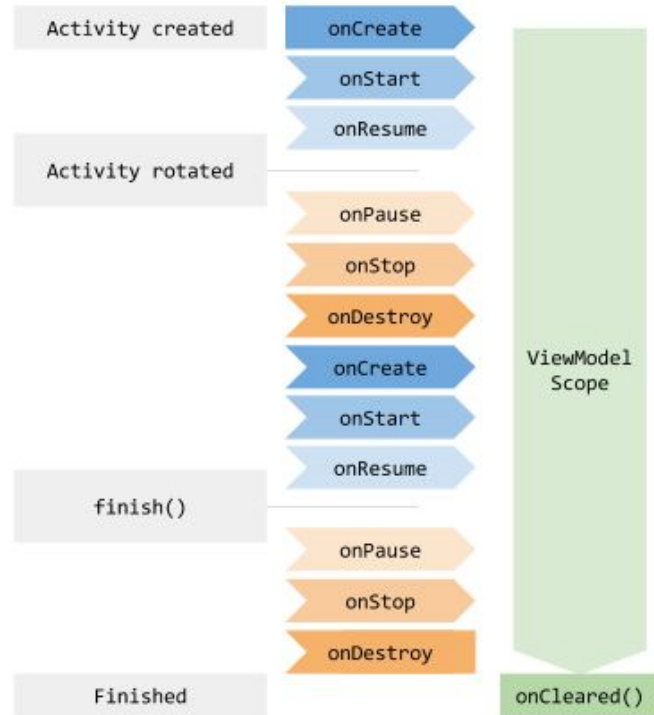 Activity created
onCreate
onStart
onResume
Activity rotated
onPause
onStop
onDestroy
onCreate
ViewModel
Scope
onStart
onResume
finish()
onPause
onStop
onDestroy
Finished
onCleared()